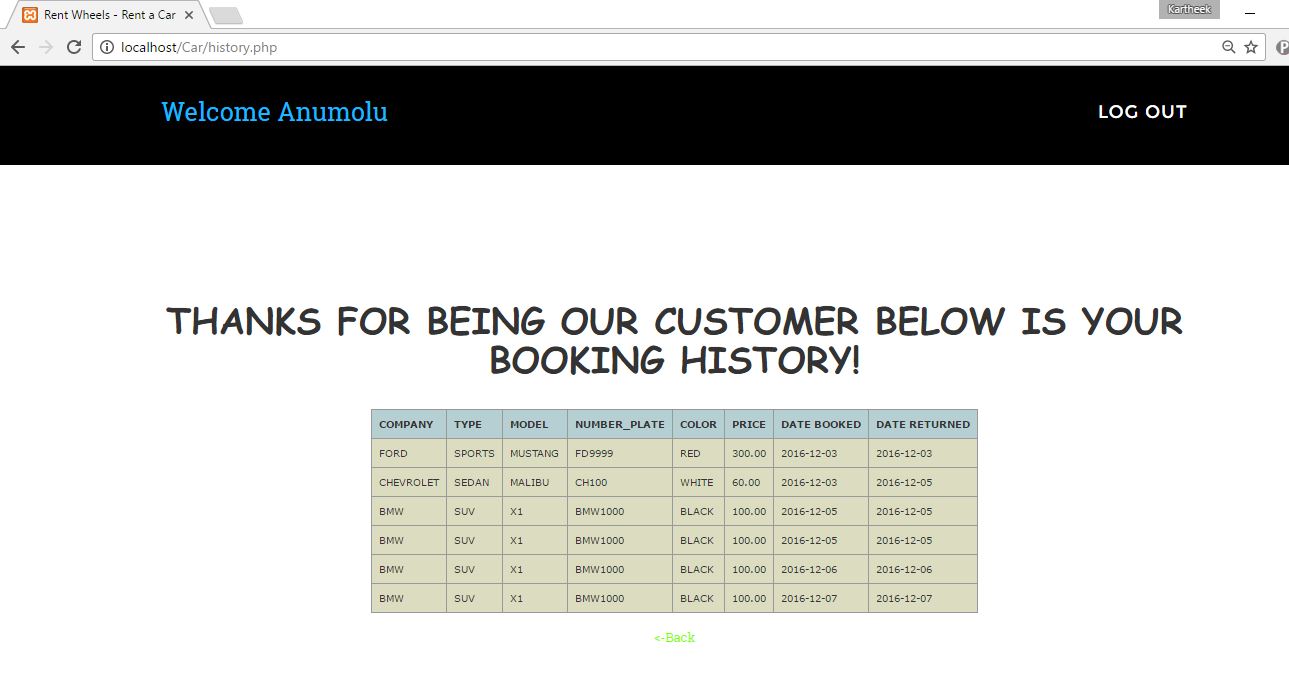 Rent Wheels - Rent a Car
Kartheek
localhost/Car/history.php
P
Welcome Anumolu
LOG OUT
THANKS FOR BEING OUR CUSTOMER BELOW IS YOUR
BOOKING HISTORY!
COMPANY TYPE MODEL NUMBER_PLATE COLOR PRICE DATE BOOKED DATE RETURNED
FORD SPORTS MUSTANG FD9999 RED 300.00 2016-12-03 2016-12-03
CHEVROLET SEDAN MALIBU CH100 WHITE 60.00 2016-12-03 2016-12-05
BMW SUV X1 BMW1000 BLACK 100.00 2016-12-05 2016-12-05
BMW SUV X1 BMW1000 BLACK 100.00 2016-12-05 2016-12-05
BMW SUV X1 BMW1000 BLACK 100.00 2016-12-06 2016-12-06
BMW SUV X1 BMW1000 BLACK 100.00 2016-12-07 2016-12-07
<-Back